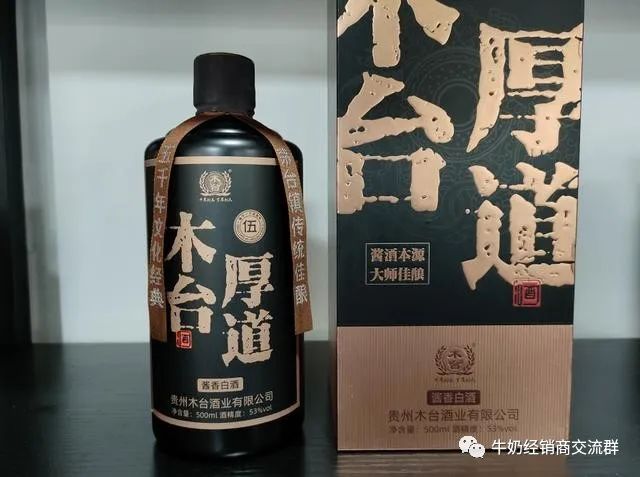 五千年文化经典
茅台镇传统佳酿
木台
伍
木台
厚道
酒
酱香白酒
贵州木台酒业有限公司
净含量：500ml 酒精度：53%vol
木台
厚道
酒
酱酒本源
大师佳酿
木台
酱香白酒
贵州木台酒业有限公司
净含量：500ml 酒精度：53%vol
牛奶经销商交流群